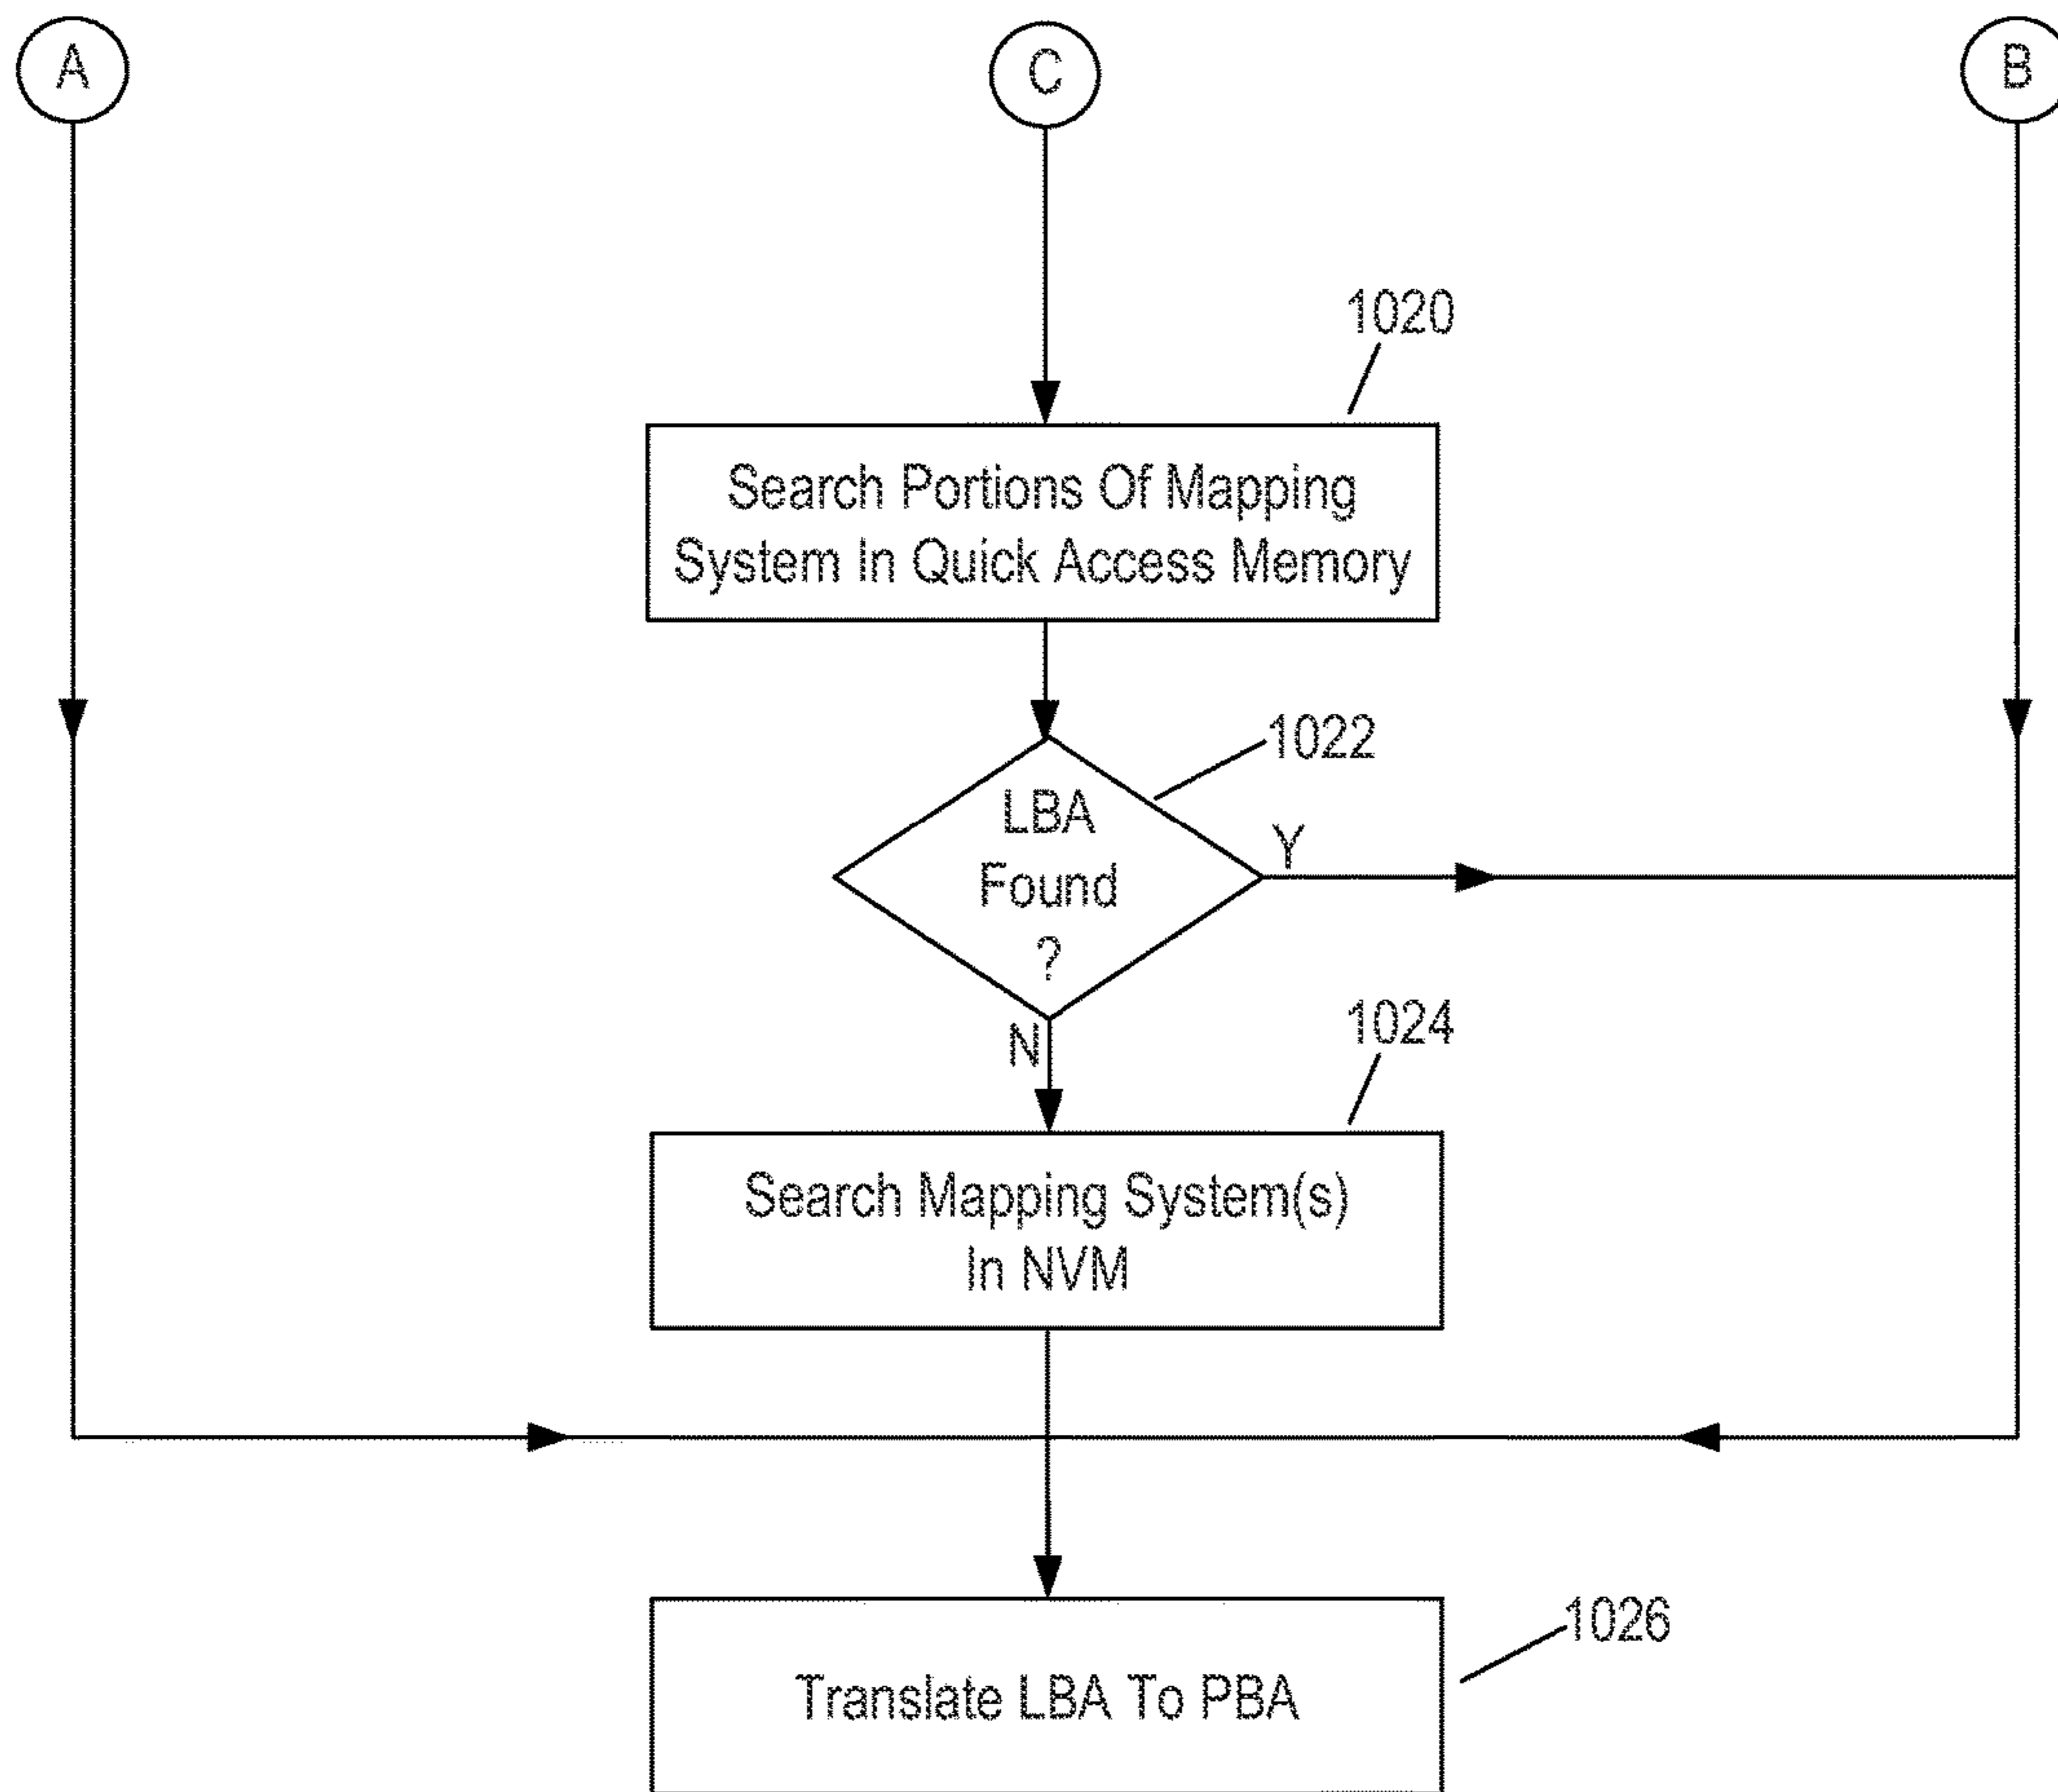 A
C
B
1020
Search Portions Of Mapping
System In Quick Access Memory
1022
LBA
Found
?
Y
N
1024
Search Mapping System(s)
In NVM
1026
Translate LBA To PBA